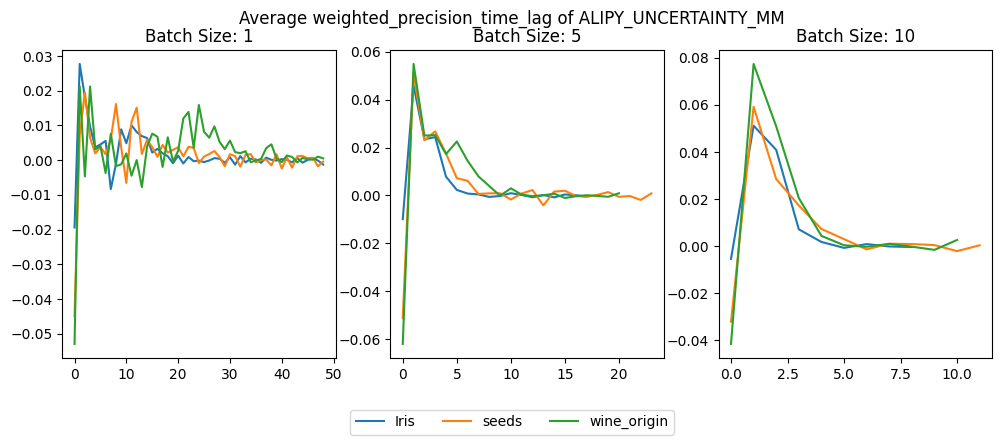 Average weighted_precision_time_lag of ALIPY_UNCERTAINTY_MM
Batch Size: 1
0.03
0.02
0.01
0.00
−0.01
−0.02
−0.03
−0.04
−0.05
0 10 20 30 40 50
Batch Size: 5
0.06
0.04
0.02
0.00
−0.02
−0.04
−0.06
0 5 10 15 20
Batch Size: 10
0.08
0.06
0.04
0.02
0.00
−0.02
−0.04
0.0 2.5 5.0 7.5 10.0
Iris seeds wine_origin